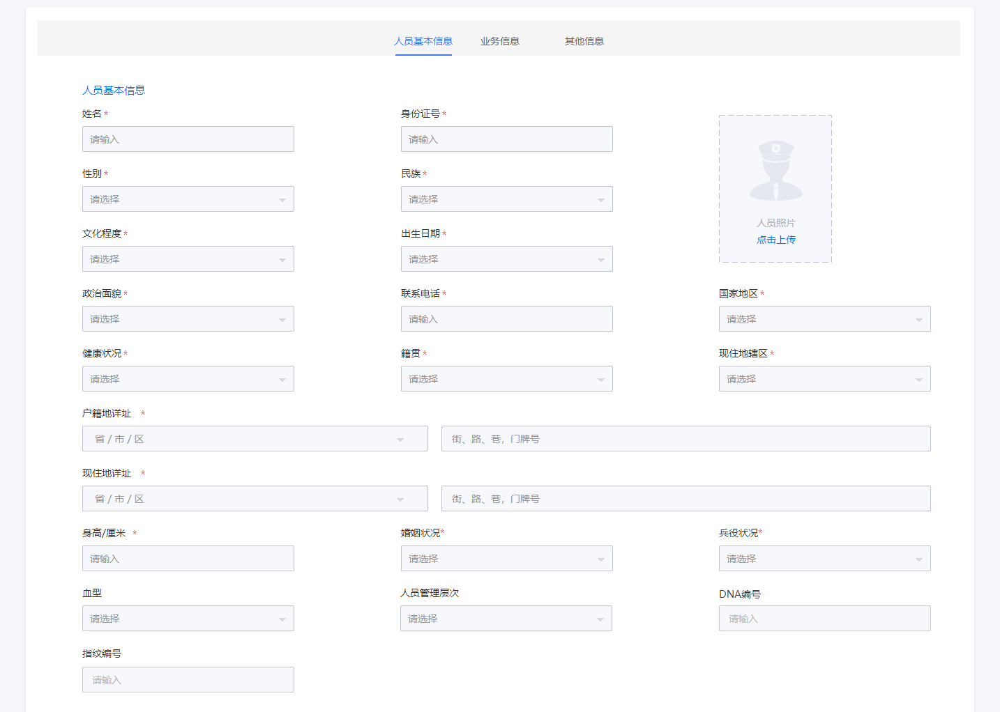 人员基本信息 业务信息 其他信息
人员基本信息
姓名* 身份证号*
请输入 请输入
性别* 民族*
请选择 请选择
人员照片
点击上传
文化程度* 出生日期*
请选择 请选择
政治面貌* 联系电话* 国家地区*
请选择 请输入 请选择
健康状况* 籍贯* 现住地辖区*
请选择 请选择 请选择
户籍地详址 *
省 / 市 / 区 街、路、巷，门牌号
现住地详址 *
省 / 市 / 区 街、路、巷，门牌号
身高/厘米 * 婚姻状况* 兵役状况*
请输入 请选择 请选择
血型 人员管理层次 DNA编号
请选择 请选择 请输入
指纹编号
请输入